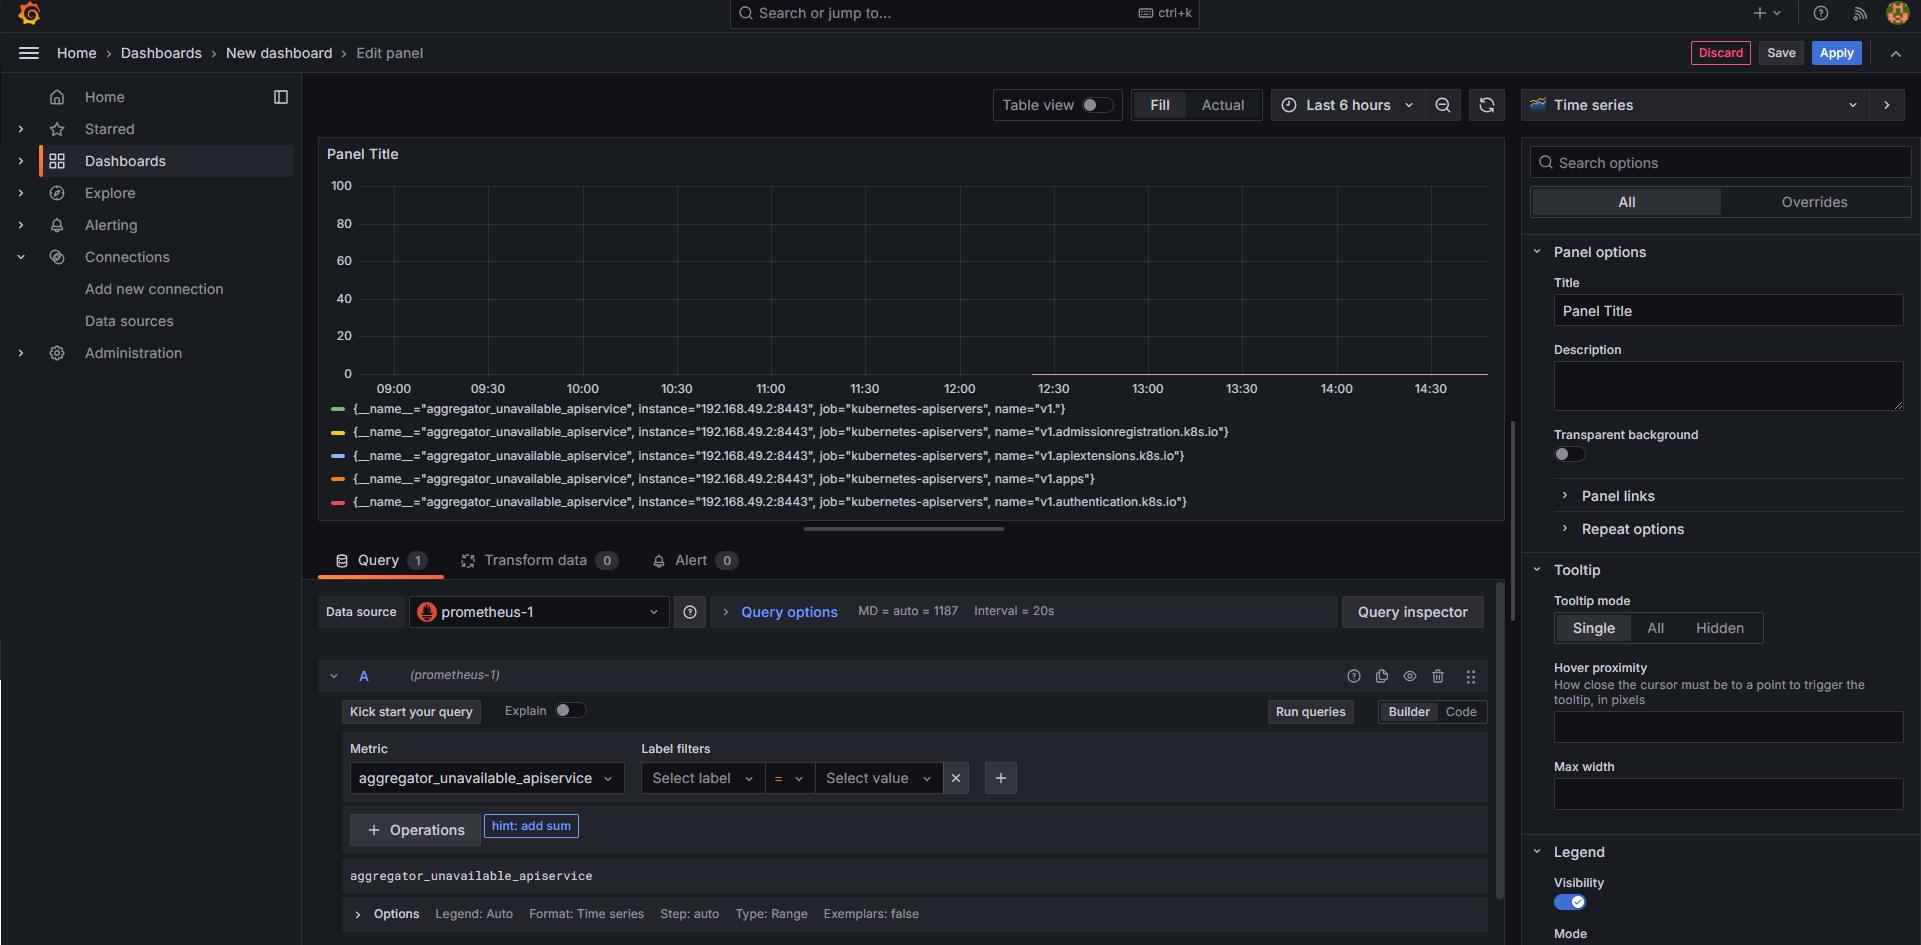 Search or jump to...
ctrl+k
Home › Dashboards › New dashboard › Edit panel
Discard
Save
Apply
Home
Starred
Dashboards
Explore
Alerting
Connections
Add new connection
Data sources
Administration
Table view
Fill
Actual
Last 6 hours
Time series
Panel Title
100
80
60
40
20
0
09:00 09:30 10:00 10:30 11:00 11:30 12:00 12:30 13:00 13:30 14:00 14:30
{__name__="aggregator_unavailable_apiservice", instance="192.168.49.2:8443", job="kubernetes-apiservers", name="v1."}
{__name__="aggregator_unavailable_apiservice", instance="192.168.49.2:8443", job="kubernetes-apiservers", name="v1.admissionregistration.k8s.io"}
{__name__="aggregator_unavailable_apiservice", instance="192.168.49.2:8443", job="kubernetes-apiservers", name="v1.apiextensions.k8s.io"}
{__name__="aggregator_unavailable_apiservice", instance="192.168.49.2:8443", job="kubernetes-apiservers", name="v1.apps"}
{__name__="aggregator_unavailable_apiservice", instance="192.168.49.2:8443", job="kubernetes-apiservers", name="v1.authentication.k8s.io"}
Query 1
Transform data 0
Alert 0
Data source
prometheus-1
Query options
MD = auto = 1187
Interval = 20s
Query inspector
A
(prometheus-1)
Kick start your query
Explain
Run queries
Builder
Code
Metric
Label filters
aggregator_unavailable_apiservice
Select label
=
Select value
+ Operations
hint: add sum
aggregator_unavailable_apiservice
Options
Legend: Auto
Format: Time series
Step: auto
Type: Range
Exemplars: false
Search options
All
Overrides
Panel options
Title
Panel Title
Description
Transparent background
Panel links
Repeat options
Tooltip
Tooltip mode
Single
All
Hidden
Hover proximity
How close the cursor must be to a point to trigger the
tooltip, in pixels
Max width
Legend
Visibility
Mode